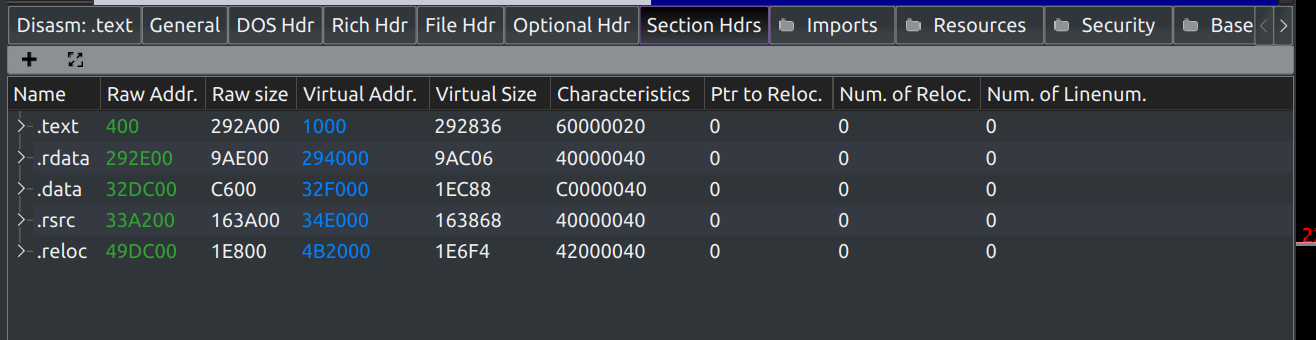 Disasm: .text General DOS Hdr Rich Hdr File Hdr Optional Hdr Section Hdrs Imports Resources Security Base
Name Raw Addr. Raw size Virtual Addr. Virtual Size Characteristics Ptr to Reloc. Num. of Reloc. Num. of Linenum.
.text 400 292A00 1000 292836 60000020 0 0 0
.rdata 292E00 9AE00 294000 9AC06 40000040 0 0 0
.data 32DC00 C600 32F000 1EC88 C0000040 0 0 0
.rsrc 33A200 163A00 34E000 163868 40000040 0 0 0
.reloc 49DC00 1E800 4B2000 1E6F4 42000040 0 0 0